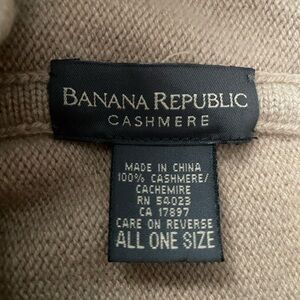 BANANA REPUBLIC
CASHMERE
MADE IN CHINA
100% CASHMERE/
CACHEMIRE
RN 54023
CA 17897
CARE ON REVERSE
ALL ONE SIZE